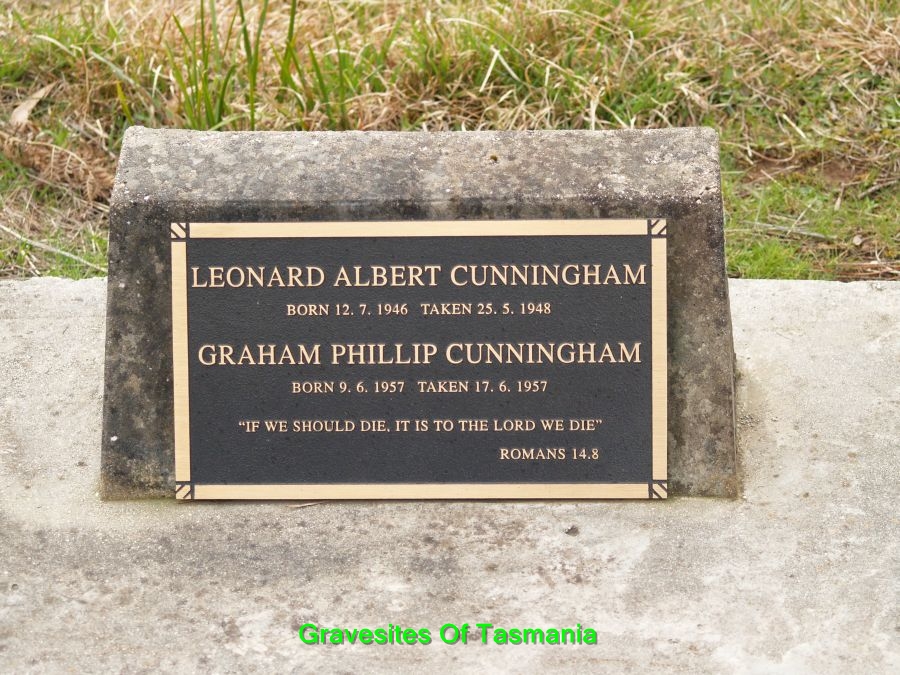 LEONARD ALBERT CUNNINGHAM
BORN 12. 7. 1946 TAKEN 25. 5. 1948
GRAHAM PHILLIP CUNNINGHAM
BORN 9. 6. 1957 TAKEN 17. 6. 1957
“IF WE SHOULD DIE, IT IS TO THE LORD WE DIE”
ROMANS 14.8
Gravesites Of Tasmania